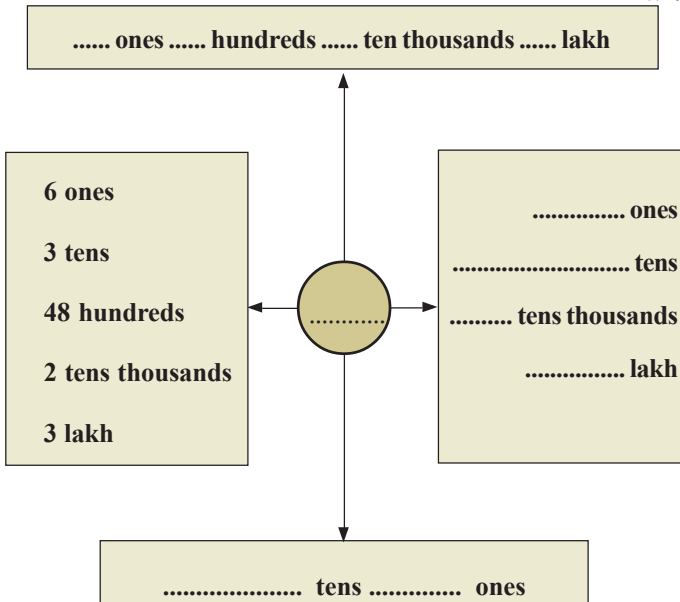 ...... ones ...... hundreds ...... ten thousands ...... lakh
6 ones
3 tens
48 hundreds
2 tens thousands
3 lakh
............
............... ones
........................... tens
.......... tens thousands
............... lakh
..................... tens .............. ones